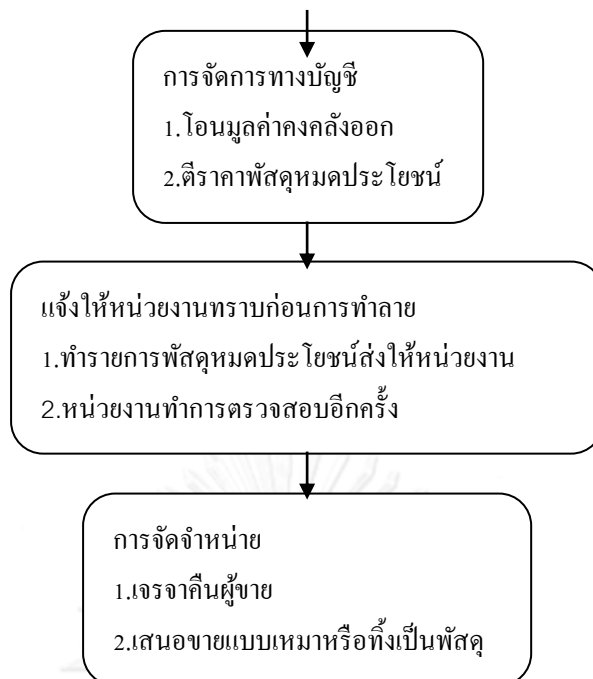 การจัดการทางบัญชี
1.โอนมูลค่าคงคลังออก
2.ตีราคาพัสดุหมดประโยชน์
แจ้งให้หน่วยงานทราบก่อนการทำลาย
1.ทำรายการพัสดุหมดประโยชน์ส่งให้หน่วยงาน
2.หน่วยงานทำการตรวจสอบอีกครั้ง
การจัดจำหน่าย
1.เจรจาคืนผู้ขาย
2.เสนอขายแบบเหมาหรือทิ้งเป็นพัสดุ